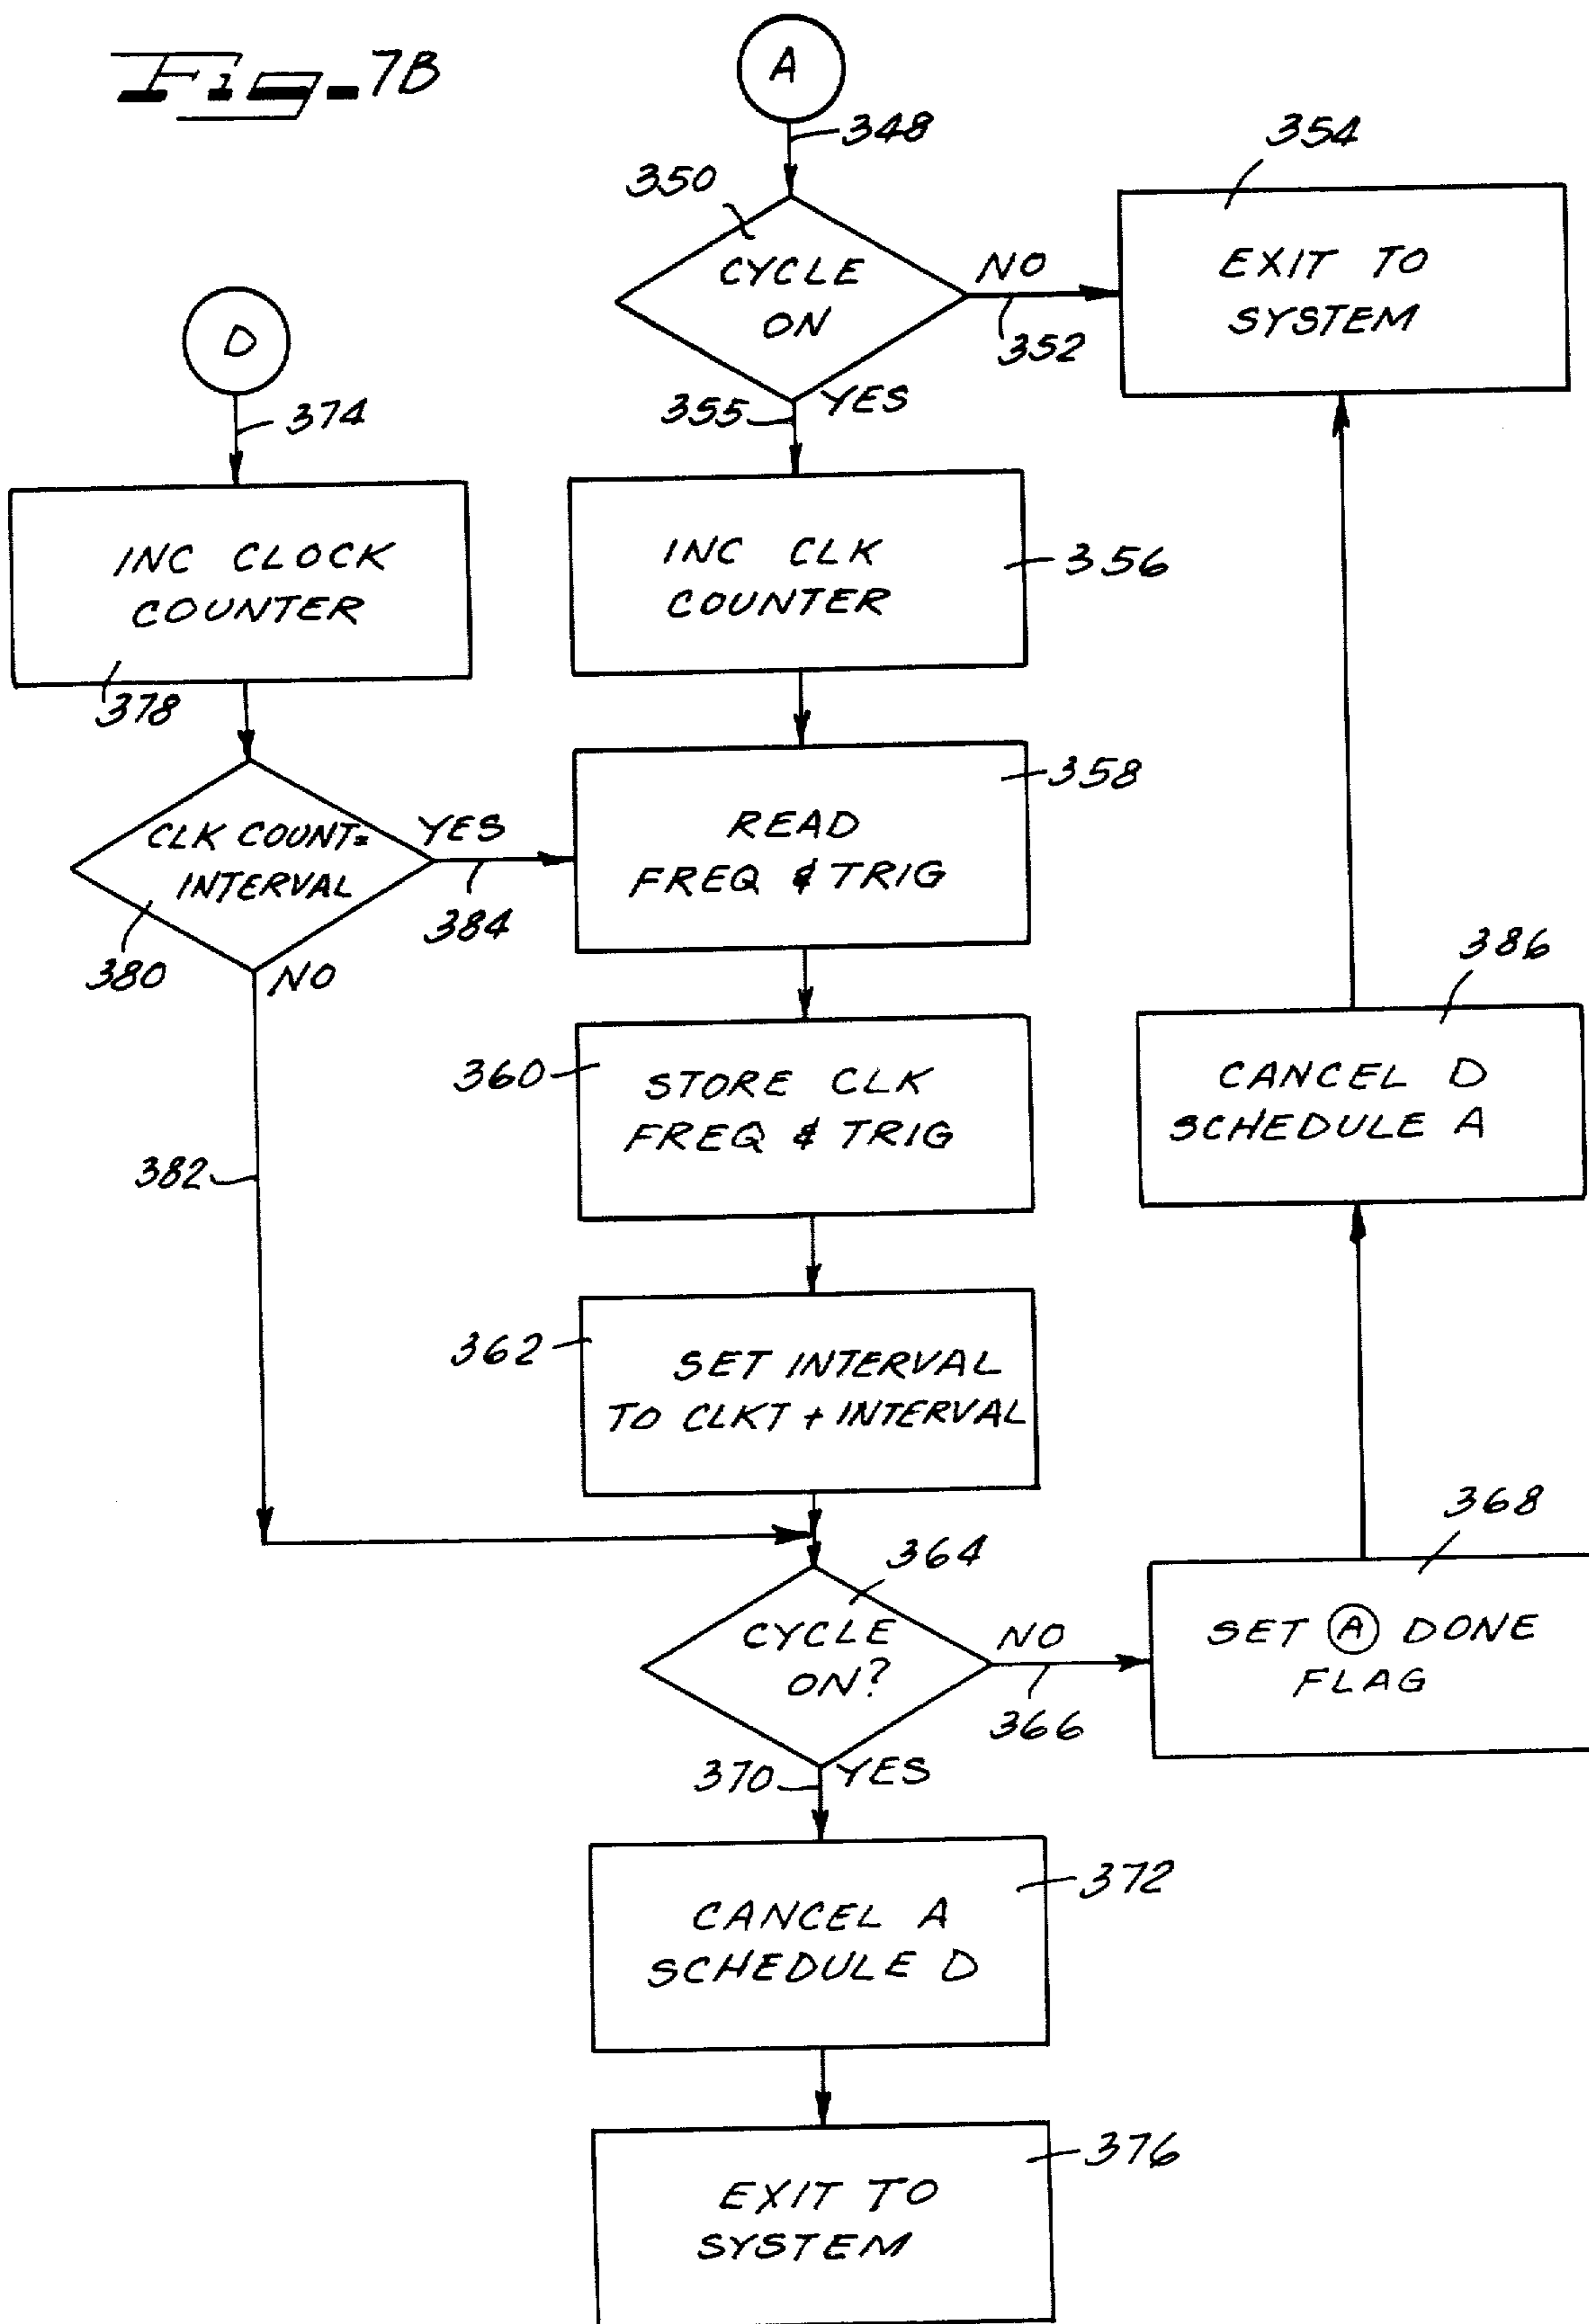 Fig-7B
A
348
350
CYCLE
ON
NO
352
354
EXIT TO
SYSTEM
355
YES
D
374
INC CLOCK
COUNTER
378
INC CLK
COUNTER
356
CLK COUNT=
INTERVAL
380
YES
384
NO
382
READ
FREQ & TRIG
358
360
STORE CLK
FREQ & TRIG
362
SET INTERVAL
TO CLKT + INTERVAL
364
CYCLE
ON?
NO
366
368
SET A DONE
FLAG
386
CANCEL D
SCHEDULE A
370
YES
372
CANCEL A
SCHEDULE D
376
EXIT TO
SYSTEM